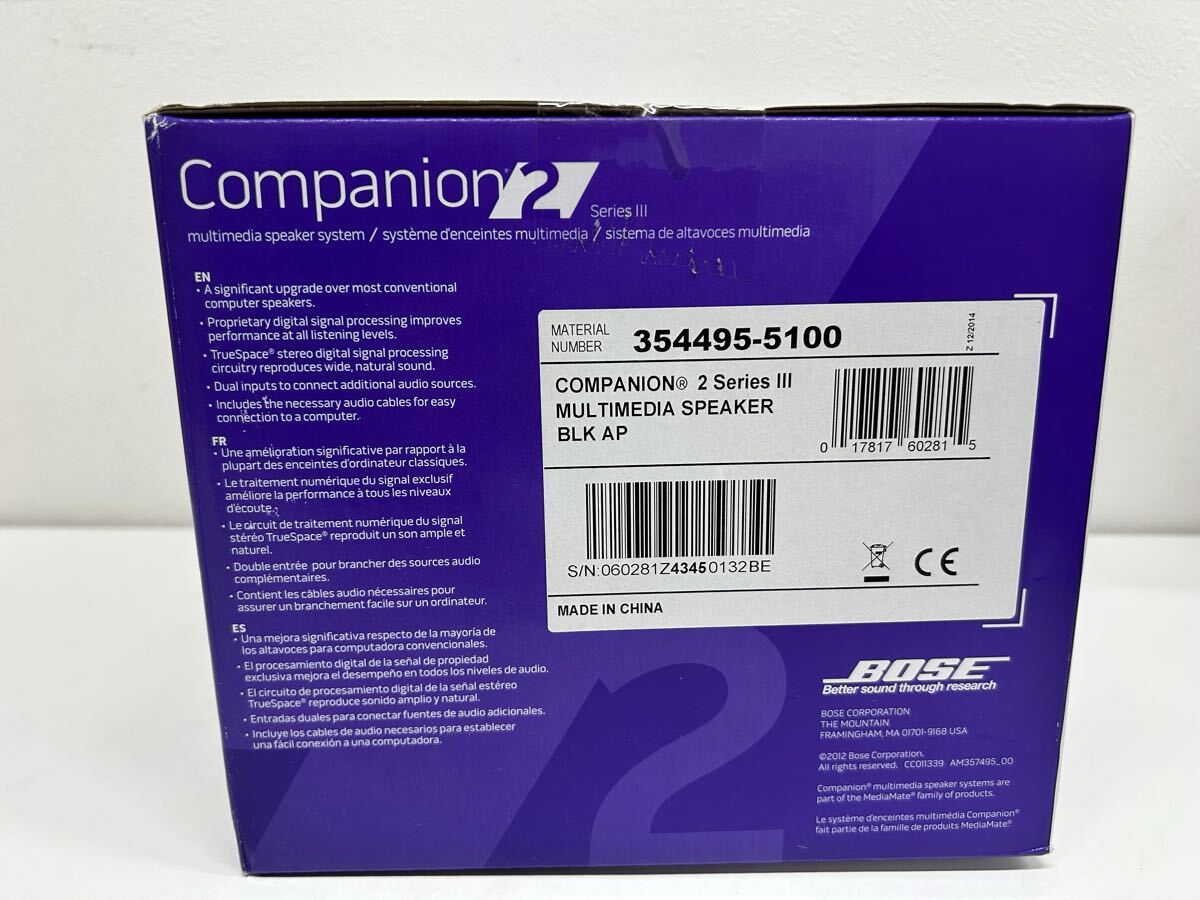 Companion 2
Series III
multimedia speaker system / système d'enceintes multimedia / sistema de altavoces multimedia
EN
• A significant upgrade over most conventional
computer speakers.
• Proprietary digital signal processing improves
performance at all listening levels.
• TrueSpace® stereo digital signal processing
circuitry reproduces wide, natural sound.
• Dual inputs to connect additional audio sources.
• Includes the necessary audio cables for easy
connection to a computer.
FR
• Une amélioration significative par rapport à la
plupart des enceintes d'ordinateur classiques.
• Le traitement numérique du signal exclusif
améliore la performance à tous les niveaux
d'écoute.
• Le circuit de traitement numérique du signal
stéréo TrueSpace® reproduit un son ample et
naturel.
• Double entrée pour brancher des sources audio
complémentaires.
• Contient les câbles audio nécessaires pour
assurer un branchement facile sur un ordinateur.
ES
• Una mejora significativa respecto de la mayoría de
los altavoces para computadora convencionales.
• El procesamiento digital de la señal de propiedad
exclusiva mejora el desempeño en todos los niveles de audio.
• El circuito de procesamiento digital de la señal estéreo
TrueSpace® reproduce sonido amplio y natural.
• Entradas duales para conectar fuentes de audio adicionales.
• Incluye los cables de audio necesarios para establecer
una fácil conexión a una computadora.
MATERIAL
NUMBER 354495-5100
Z 12/2014
COMPANION® 2 Series III
MULTIMEDIA SPEAKER
BLK AP
0 17817 60281 5
S/N:060281Z43450132BE
CE
MADE IN CHINA
BOSE
Better sound through research
BOSE CORPORATION
THE MOUNTAIN
FRAMINGHAM, MA 01701-9168 USA
©2012 Bose Corporation.
All rights reserved. CC011339 AM357495_00
Companion® multimedia speaker systems are
part of the MediaMate® family of products.
Le système d'enceintes multimédia Companion®
fait partie de la famille de produits MediaMate®.
2